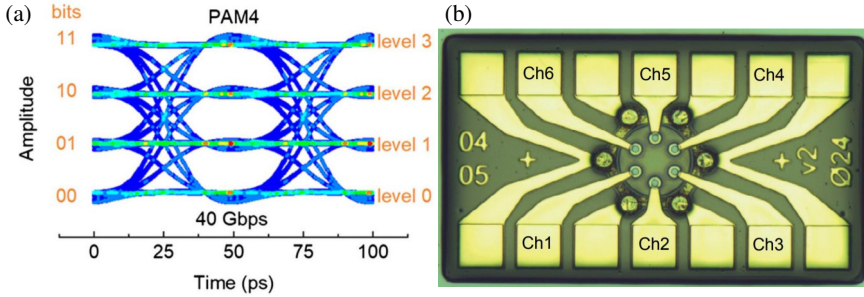 (a)
bits
PAM4
11
level 3
10
level 2
01
level 1
00
level 0
Amplitude
40 Gbps
0 25 50 75 100
Time (ps)
(b)
Ch6 Ch5 Ch4
04
05
v2
Ø24
Ch1 Ch2 Ch3